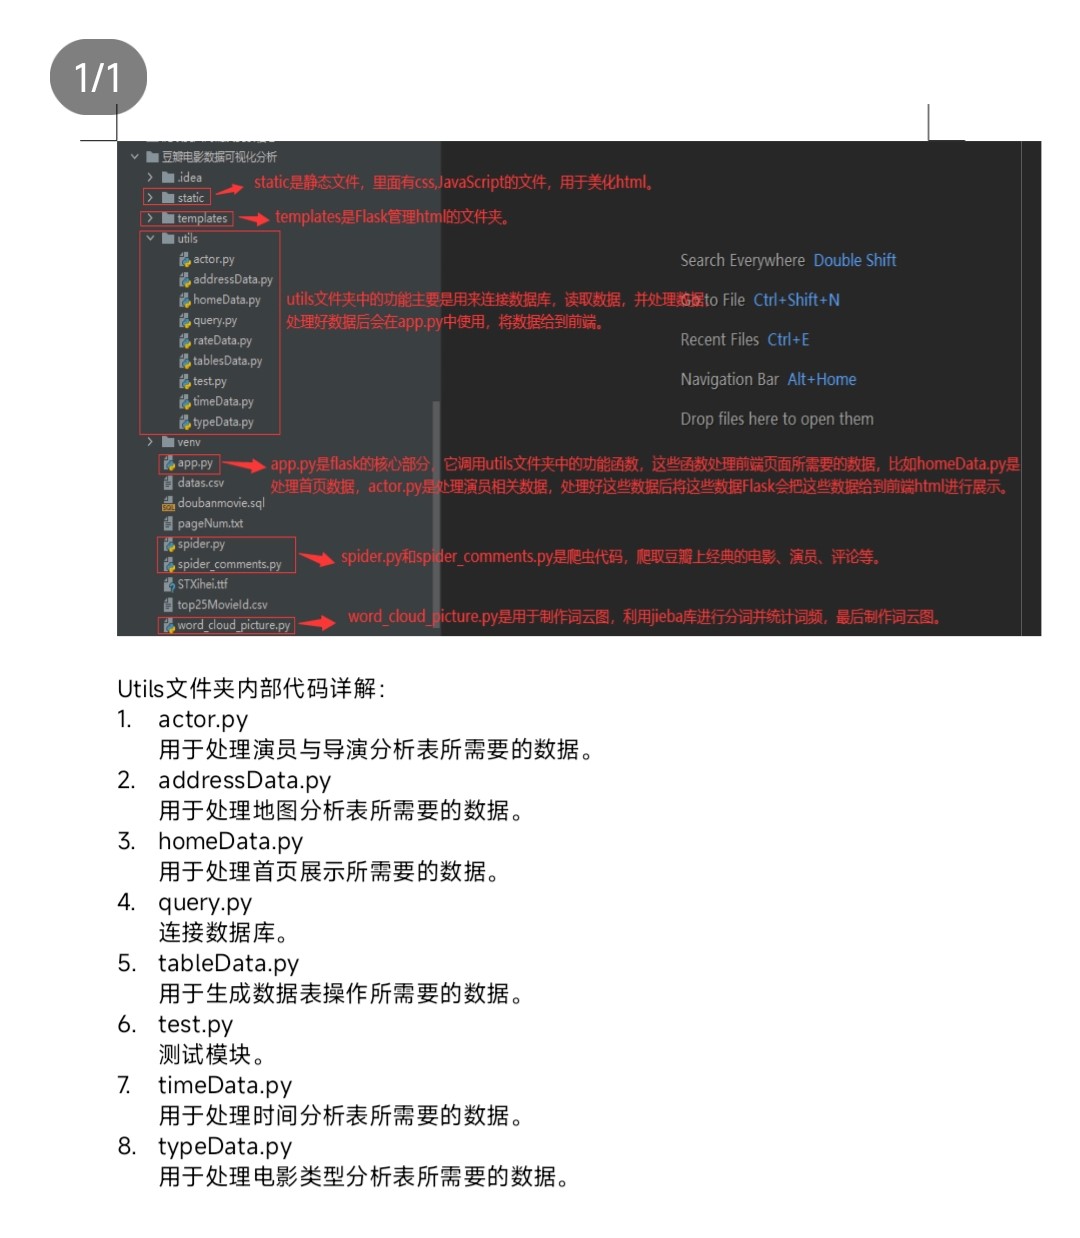 1/1
豆瓣电影数据可视化分析
.idea
static是静态文件，里面有css,JavaScript的文件，用于美化html。
static
templates
templates是Flask管理html的文件夹。
utils
actor.py
addressData.py
homeData.py
query.py
rateData.py
tablesData.py
test.py
timeData.py
typeData.py
utils文件夹中的功能主要是用来连接数据库，读取数据，并处理数据，
处理好数据后会在app.py中使用，将数据给到前端。
Search Everywhere Double Shift
Go to File Ctrl+Shift+N
Recent Files Ctrl+E
Navigation Bar Alt+Home
Drop files here to open them
venv
app.py
app.py是flask的核心部分，它调用utils文件夹中的功能函数，这些函数处理前端页面所需要的数据，比如homeData.py是
处理首页数据，actor.py是处理演员相关数据，处理好这些数据后将这些数据Flask会把这些数据给到前端html进行展示。
datas.csv
doubanmovie.sql
pageNum.txt
spider.py
spider_comments.py
spider.py和spider_comments.py是爬虫代码，爬取豆瓣上经典的电影、演员、评论等。
STXihei.ttf
top25MovieId.csv
word_cloud_picture.py
word_cloud_picture.py是用于制作词云图，利用jieba库进行分词并统计词频，最后制作词云图。
Utils文件夹内部代码详解：
1. actor.py
用于处理演员与导演分析表所需要的数据。
2. addressData.py
用于处理地图分析表所需要的数据。
3. homeData.py
用于处理首页展示所需要的数据。
4. query.py
连接数据库。
5. tableData.py
用于生成数据表操作所需要的数据。
6. test.py
测试模块。
7. timeData.py
用于处理时间分析表所需要的数据。
8. typeData.py
用于处理电影类型分析表所需要的数据。